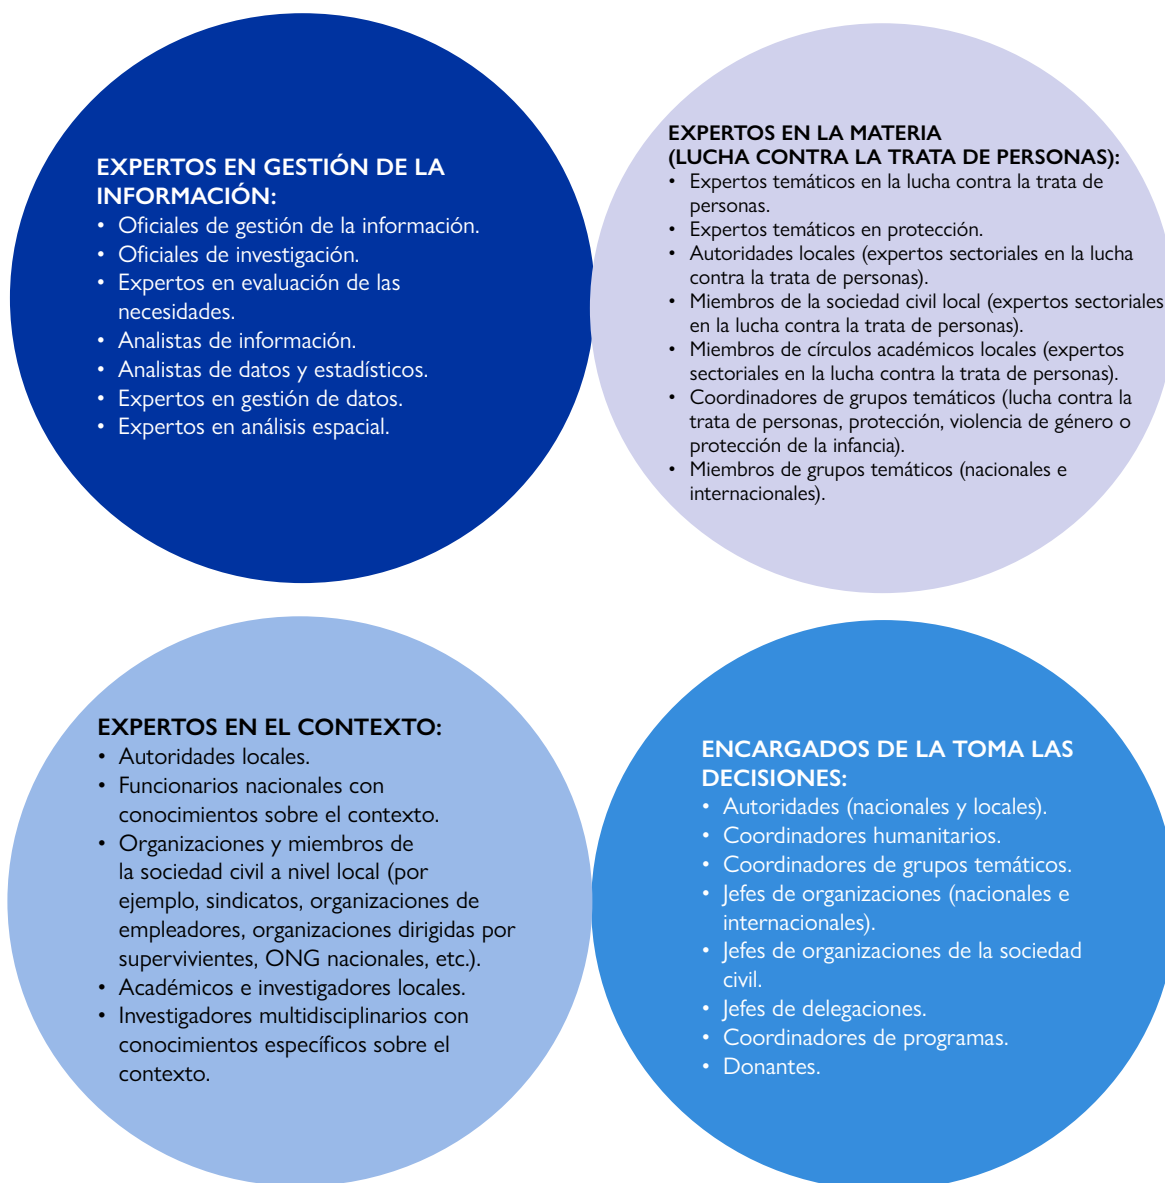 EXPERTOS EN GESTIÓN DE LA
INFORMACIÓN:
• Oficiales de gestión de la información.
• Oficiales de investigación.
• Expertos en evaluación de las
necesidades.
• Analistas de información.
• Analistas de datos y estadísticos.
• Expertos en gestión de datos.
• Expertos en análisis espacial.
EXPERTOS EN LA MATERIA
(LUCHA CONTRA LA TRATA DE PERSONAS):
• Expertos temáticos en la lucha contra la trata de
personas.
• Expertos temáticos en protección.
• Autoridades locales (expertos sectoriales en la lucha
contra la trata de personas).
• Miembros de la sociedad civil local (expertos sectoriales
en la lucha contra la trata de personas).
• Miembros de círculos académicos locales (expertos
sectoriales en la lucha contra la trata de personas).
• Coordinadores de grupos temáticos (lucha contra la
trata de personas, protección, violencia de género o
protección de la infancia).
• Miembros de grupos temáticos (nacionales e
internacionales).
EXPERTOS EN EL CONTEXTO:
• Autoridades locales.
• Funcionarios nacionales con
conocimientos sobre el contexto.
• Organizaciones y miembros de
la sociedad civil a nivel local (por
ejemplo, sindicatos, organizaciones de
empleadores, organizaciones dirigidas por
supervivientes, ONG nacionales, etc.).
• Académicos e investigadores locales.
• Investigadores multidisciplinarios con
conocimientos específicos sobre el
contexto.
ENCARGADOS DE LA TOMA LAS
DECISIONES:
• Autoridades (nacionales y locales).
• Coordinadores humanitarios.
• Coordinadores de grupos temáticos.
• Jefes de organizaciones (nacionales e
internacionales).
• Jefes de organizaciones de la sociedad
civil.
• Jefes de delegaciones.
• Coordinadores de programas.
• Donantes.